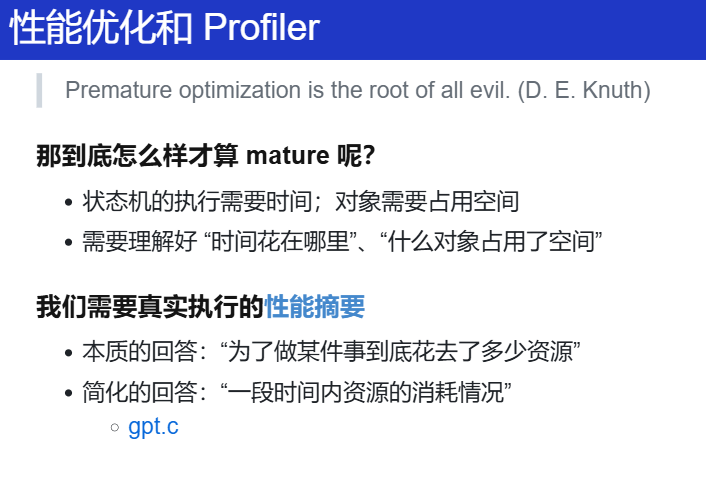 性能优化和 Profiler
Premature optimization is the root of all evil. (D. E. Knuth)
那到底怎么样才算 mature 呢?
状态机的执行需要时间；对象需要占用空间
需要理解好 “时间花在哪里”、“什么对象占用了空间”
我们需要真实执行的性能摘要
本质的回答：“为了做某件事到底花去了多少资源”
简化的回答：“一段时间内资源的消耗情况”
gpt.c